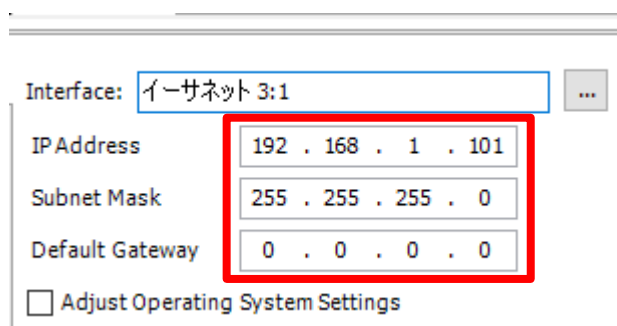 Interface: イーサネット 3:1 ...
IP Address 192 . 168 . 1 . 101
Subnet Mask 255 . 255 . 255 . 0
Default Gateway 0 . 0 . 0 . 0
Adjust Operating System Settings